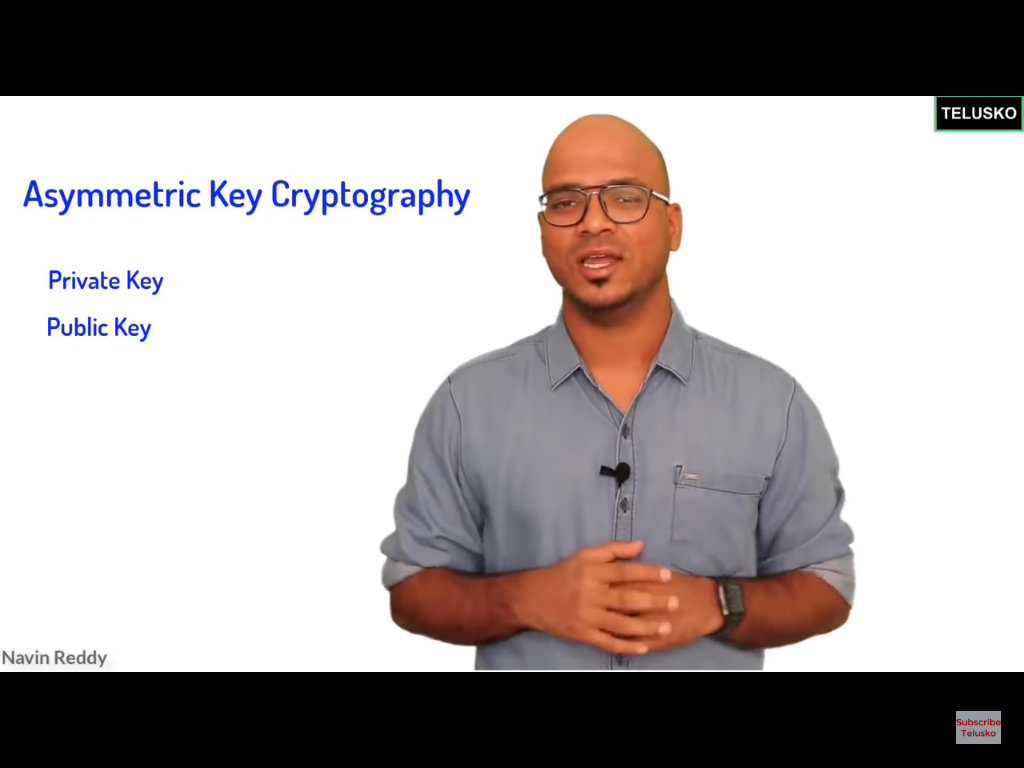 TELUSKO
Asymmetric Key Cryptography
Private Key
Public Key
Navin Reddy
Subscribe
Telusko